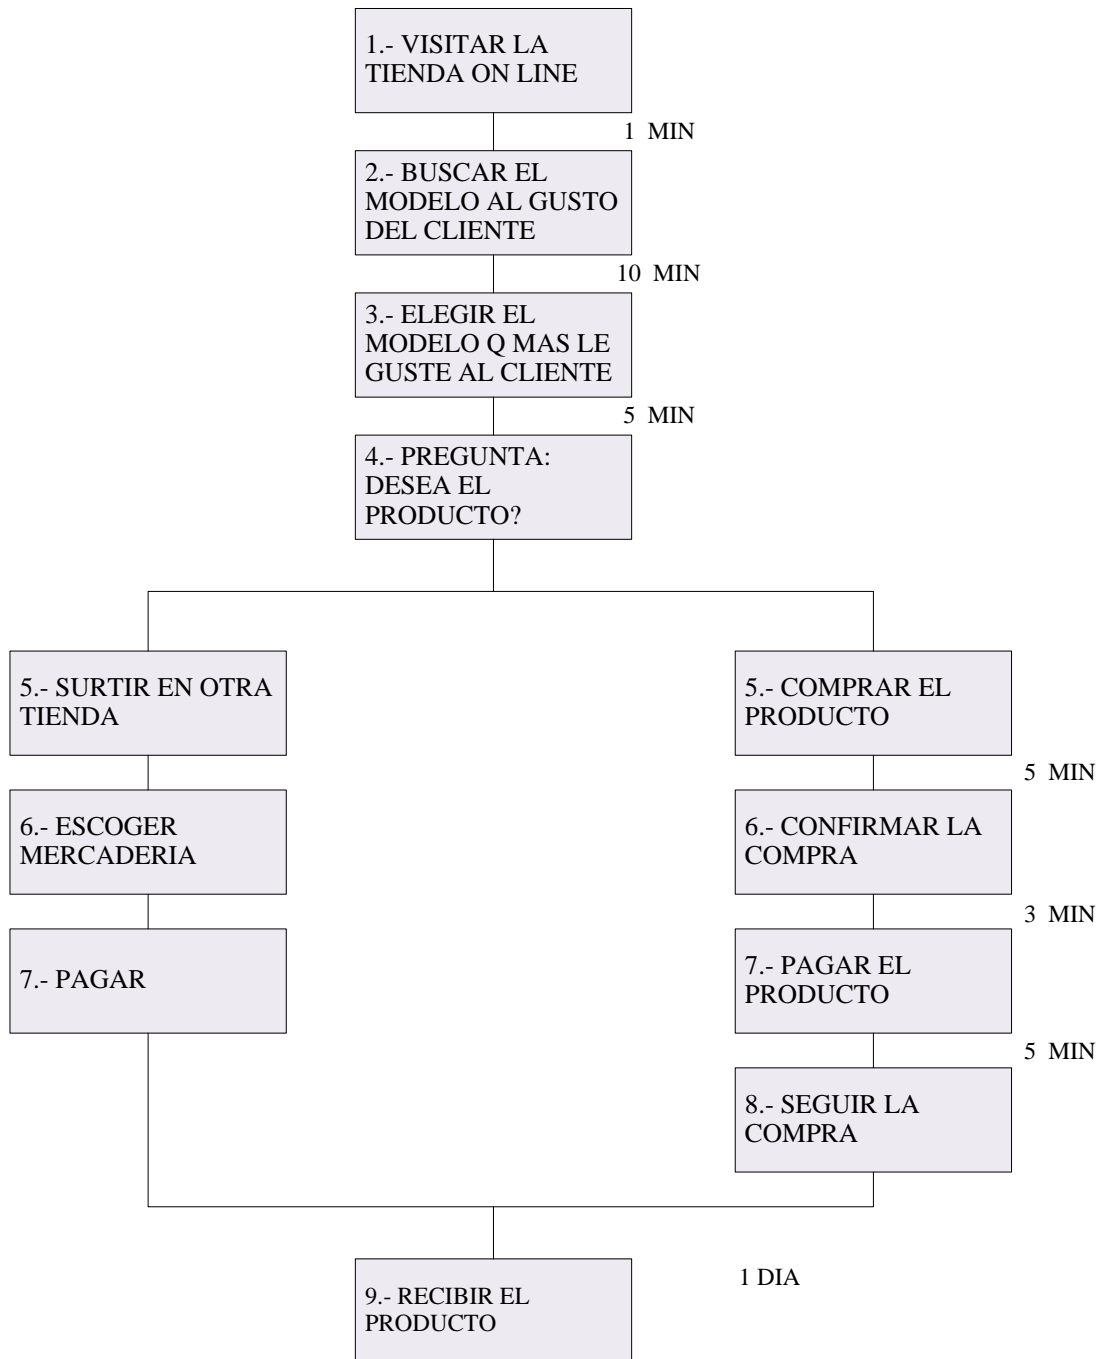 1.- VISITAR LA
TIENDA ON LINE
1 MIN
2.- BUSCAR EL
MODELO AL GUSTO
DEL CLIENTE
10 MIN
3.- ELEGIR EL
MODELO Q MAS LE
GUSTE AL CLIENTE
5 MIN
4.- PREGUNTA:
DESEA EL
PRODUCTO?
5.- SURTIR EN OTRA
TIENDA
6.- ESCOGER
MERCADERIA
7.- PAGAR
5.- COMPRAR EL
PRODUCTO
5 MIN
6.- CONFIRMAR LA
COMPRA
3 MIN
7.- PAGAR EL
PRODUCTO
5 MIN
8.- SEGUIR LA
COMPRA
9.- RECIBIR EL
PRODUCTO
1 DIA